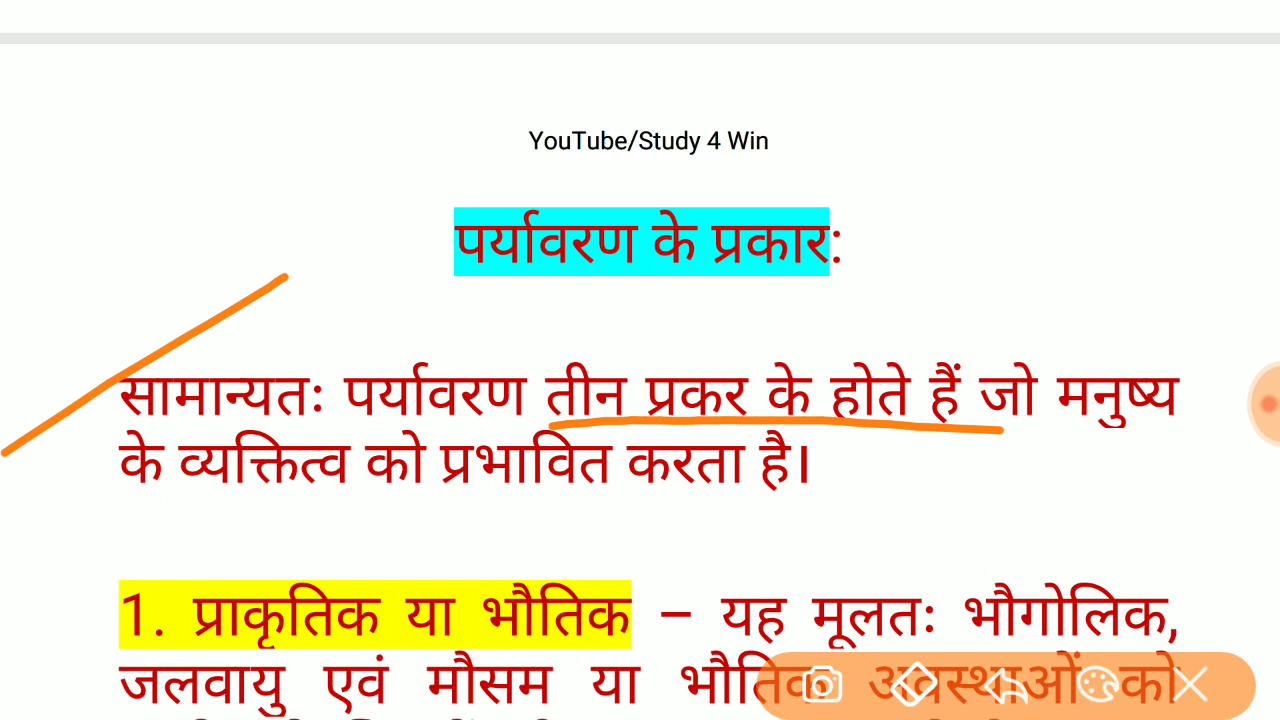 YouTube/Study 4 Win
पर्यावरण के प्रकार:
सामान्यतः पर्यावरण तीन प्रकर के होते हैं जो मनुष्य
के व्यक्तित्व को प्रभावित करता है।
1. प्राकृतिक या भौतिक – यह मूलतः भौगोलिक,
जलवायु एवं मौसम या भौतिक अवस्थाओं को